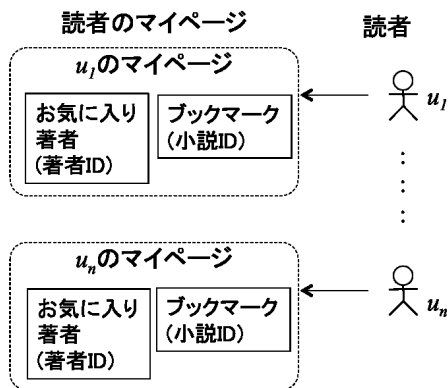 読者のマイページ
読者
u1のマイページ
お気に入り
著者
(著者ID)
ブックマーク
(小説ID)
u1
unのマイページ
お気に入り
著者
(著者ID)
ブックマーク
(小説ID)
un